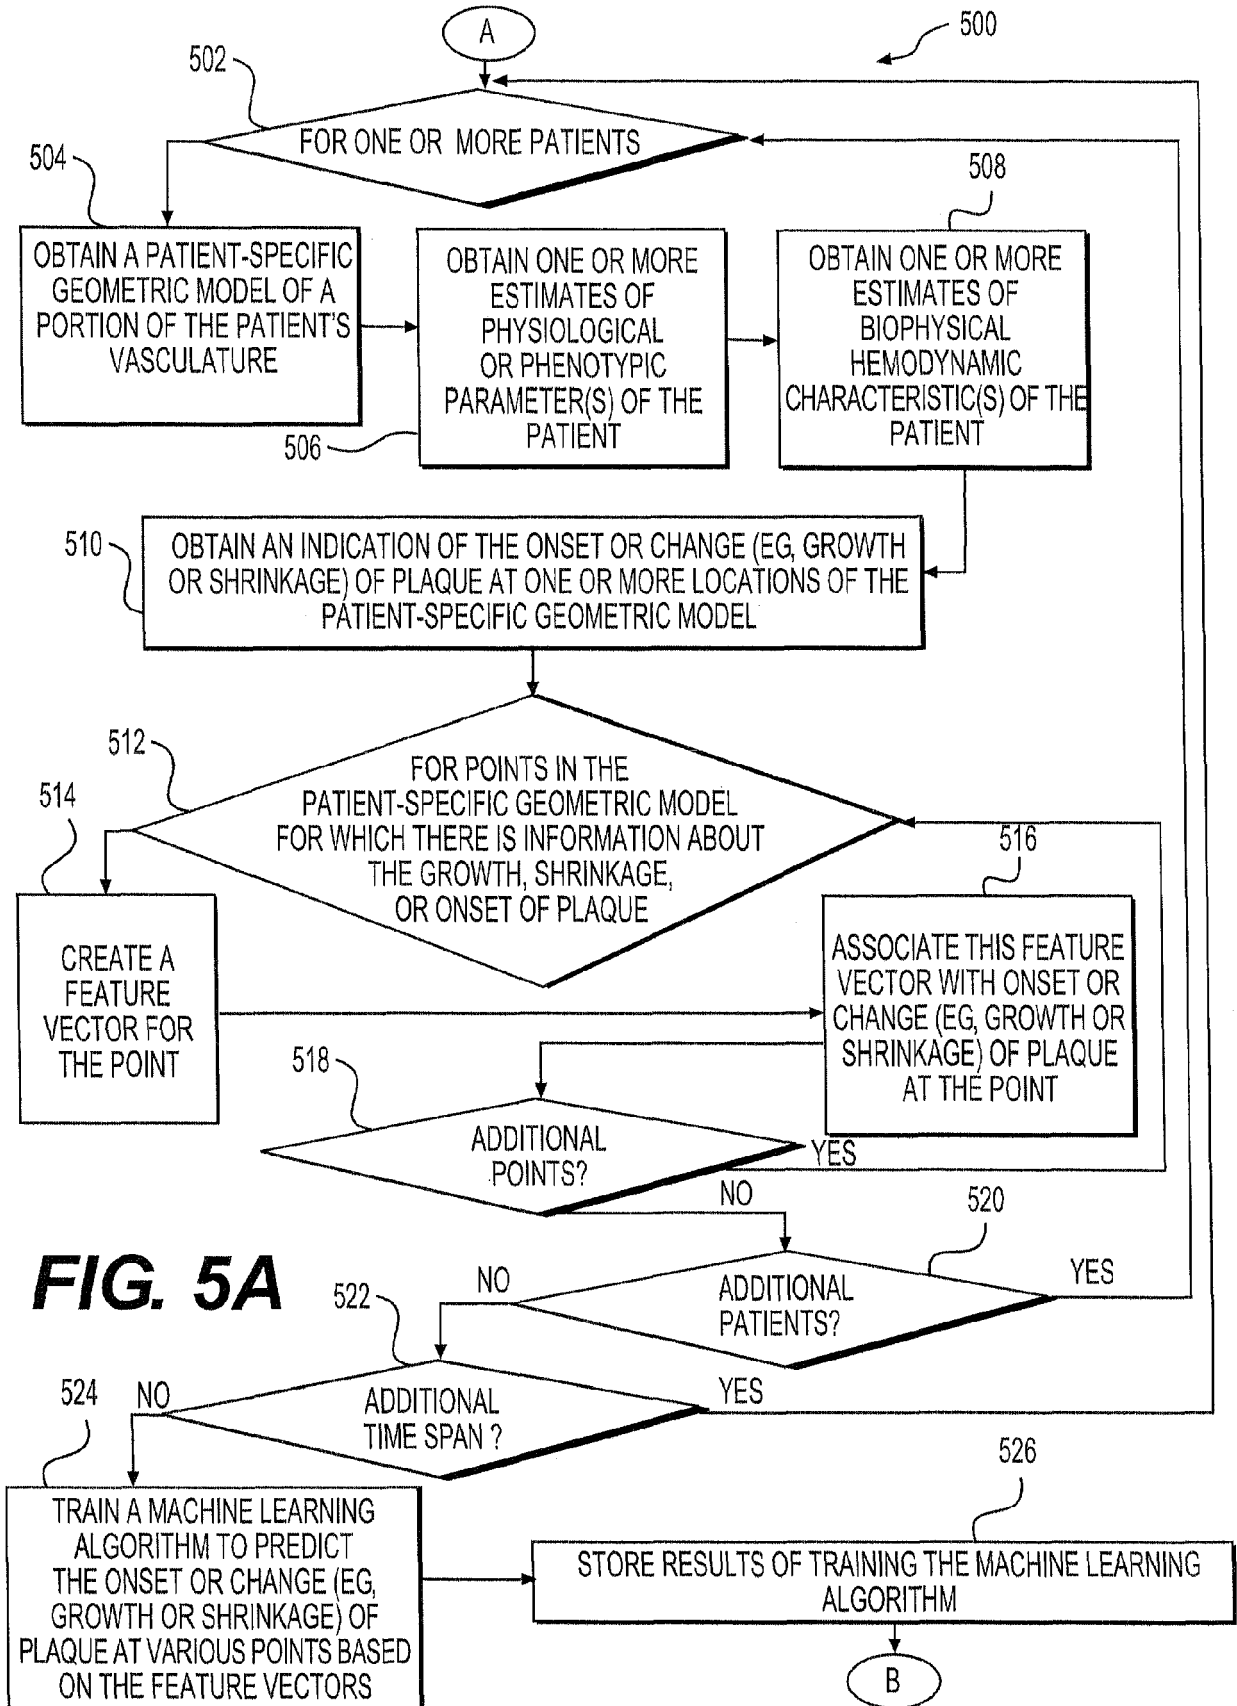 A
500
502
FOR ONE OR MORE PATIENTS
504
508
OBTAIN A PATIENT-SPECIFIC
GEOMETRIC MODEL OF A
PORTION OF THE PATIENT'S
VASCULATURE
OBTAIN ONE OR MORE
ESTIMATES OF
PHYSIOLOGICAL
OR PHENOTYPIC
PARAMETER(S) OF THE
PATIENT
506
OBTAIN ONE OR MORE
ESTIMATES OF
BIOPHYSICAL
HEMODYNAMIC
CHARACTERISTIC(S) OF THE
PATIENT
510
OBTAIN AN INDICATION OF THE ONSET OR CHANGE (EG, GROWTH
OR SHRINKAGE) OF PLAQUE AT ONE OR MORE LOCATIONS OF THE
PATIENT-SPECIFIC GEOMETRIC MODEL
512
FOR POINTS IN THE
PATIENT-SPECIFIC GEOMETRIC MODEL
FOR WHICH THERE IS INFORMATION ABOUT
THE GROWTH, SHRINKAGE,
OR ONSET OF PLAQUE
514
CREATE A
FEATURE
VECTOR FOR
THE POINT
516
ASSOCIATE THIS FEATURE
VECTOR WITH ONSET OR
CHANGE (EG, GROWTH OR
SHRINKAGE) OF PLAQUE
AT THE POINT
518
ADDITIONAL
POINTS?
YES
NO
520
ADDITIONAL
PATIENTS?
YES
NO
FIG. 5A
522
ADDITIONAL
TIME SPAN ?
YES
NO
524
TRAIN A MACHINE LEARNING
ALGORITHM TO PREDICT
THE ONSET OR CHANGE (EG,
GROWTH OR SHRINKAGE) OF
PLAQUE AT VARIOUS POINTS BASED
ON THE FEATURE VECTORS
526
STORE RESULTS OF TRAINING THE MACHINE LEARNING
ALGORITHM
B